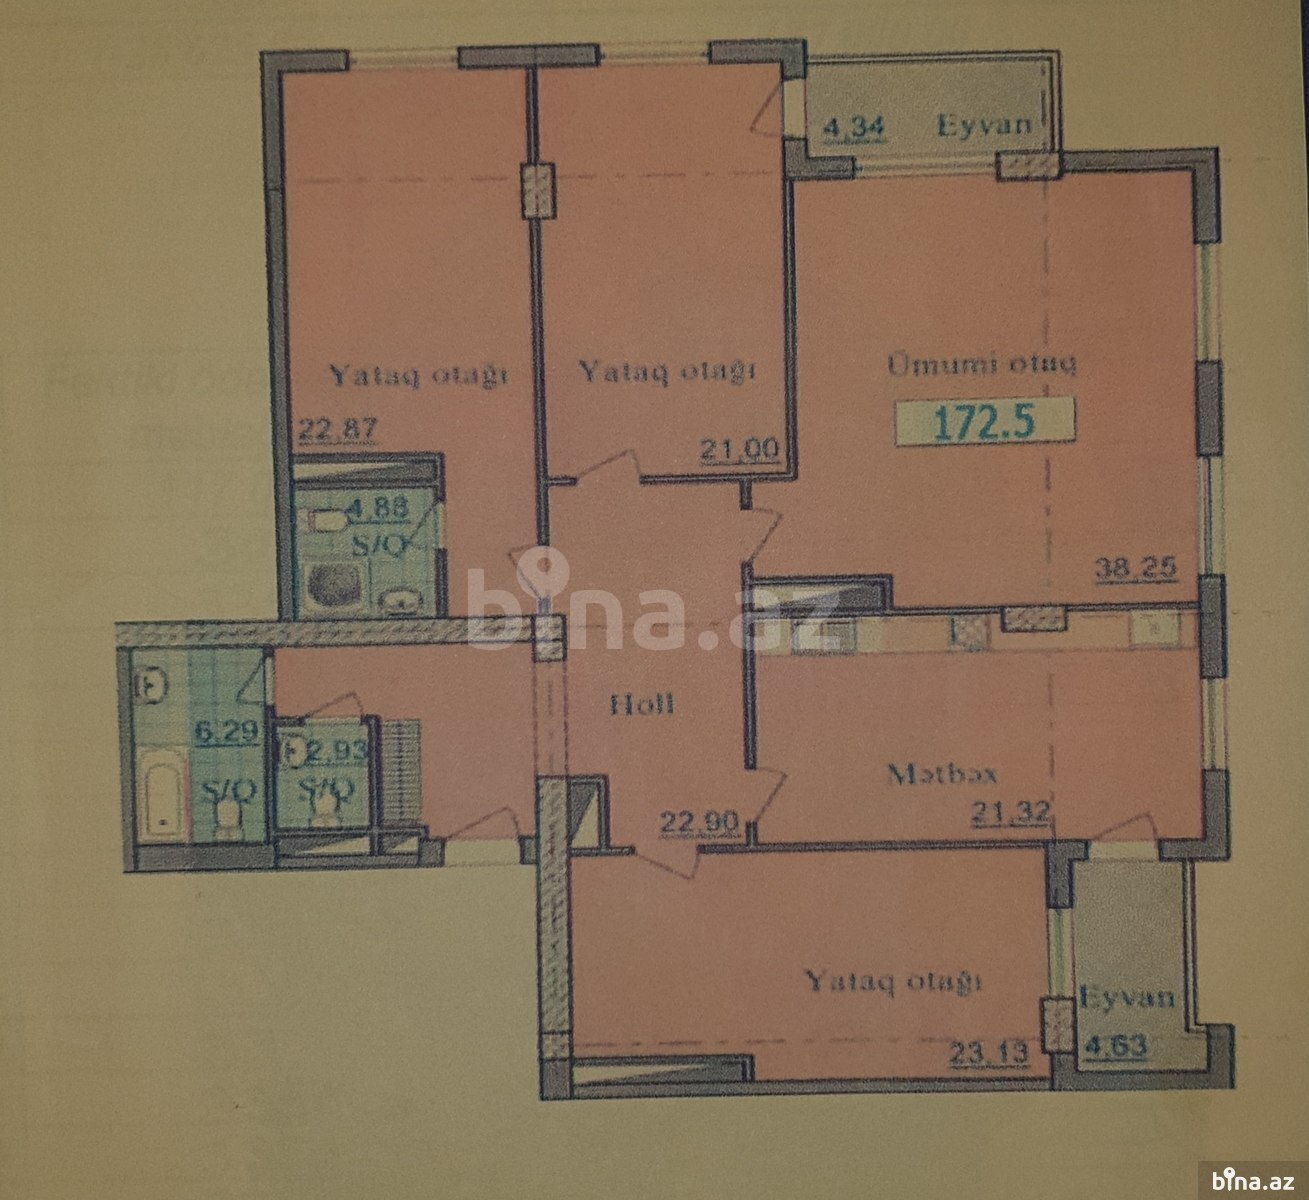 4,34 Eyvan
Yataq otağı
22,87
Yataq otağı
21,00
Ümumi otaq
172.5
38,25
4,88
S/Q
bina.az
6,29
S/Q
2,93
S/Q
Holl
22,90
Mətbəx
21,32
Yataq otağı
23,13
Eyvan
4,63
bina.az